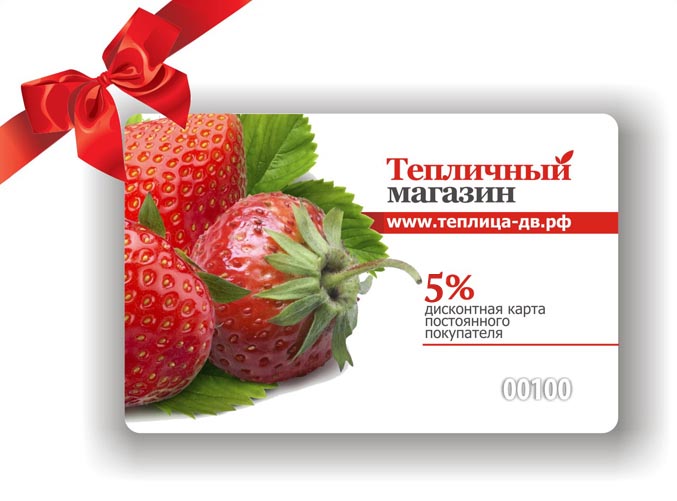 Тепличный
магазин
www.теплица-дв.рф
5%
дисконтная карта
постоянного
покупателя
00100